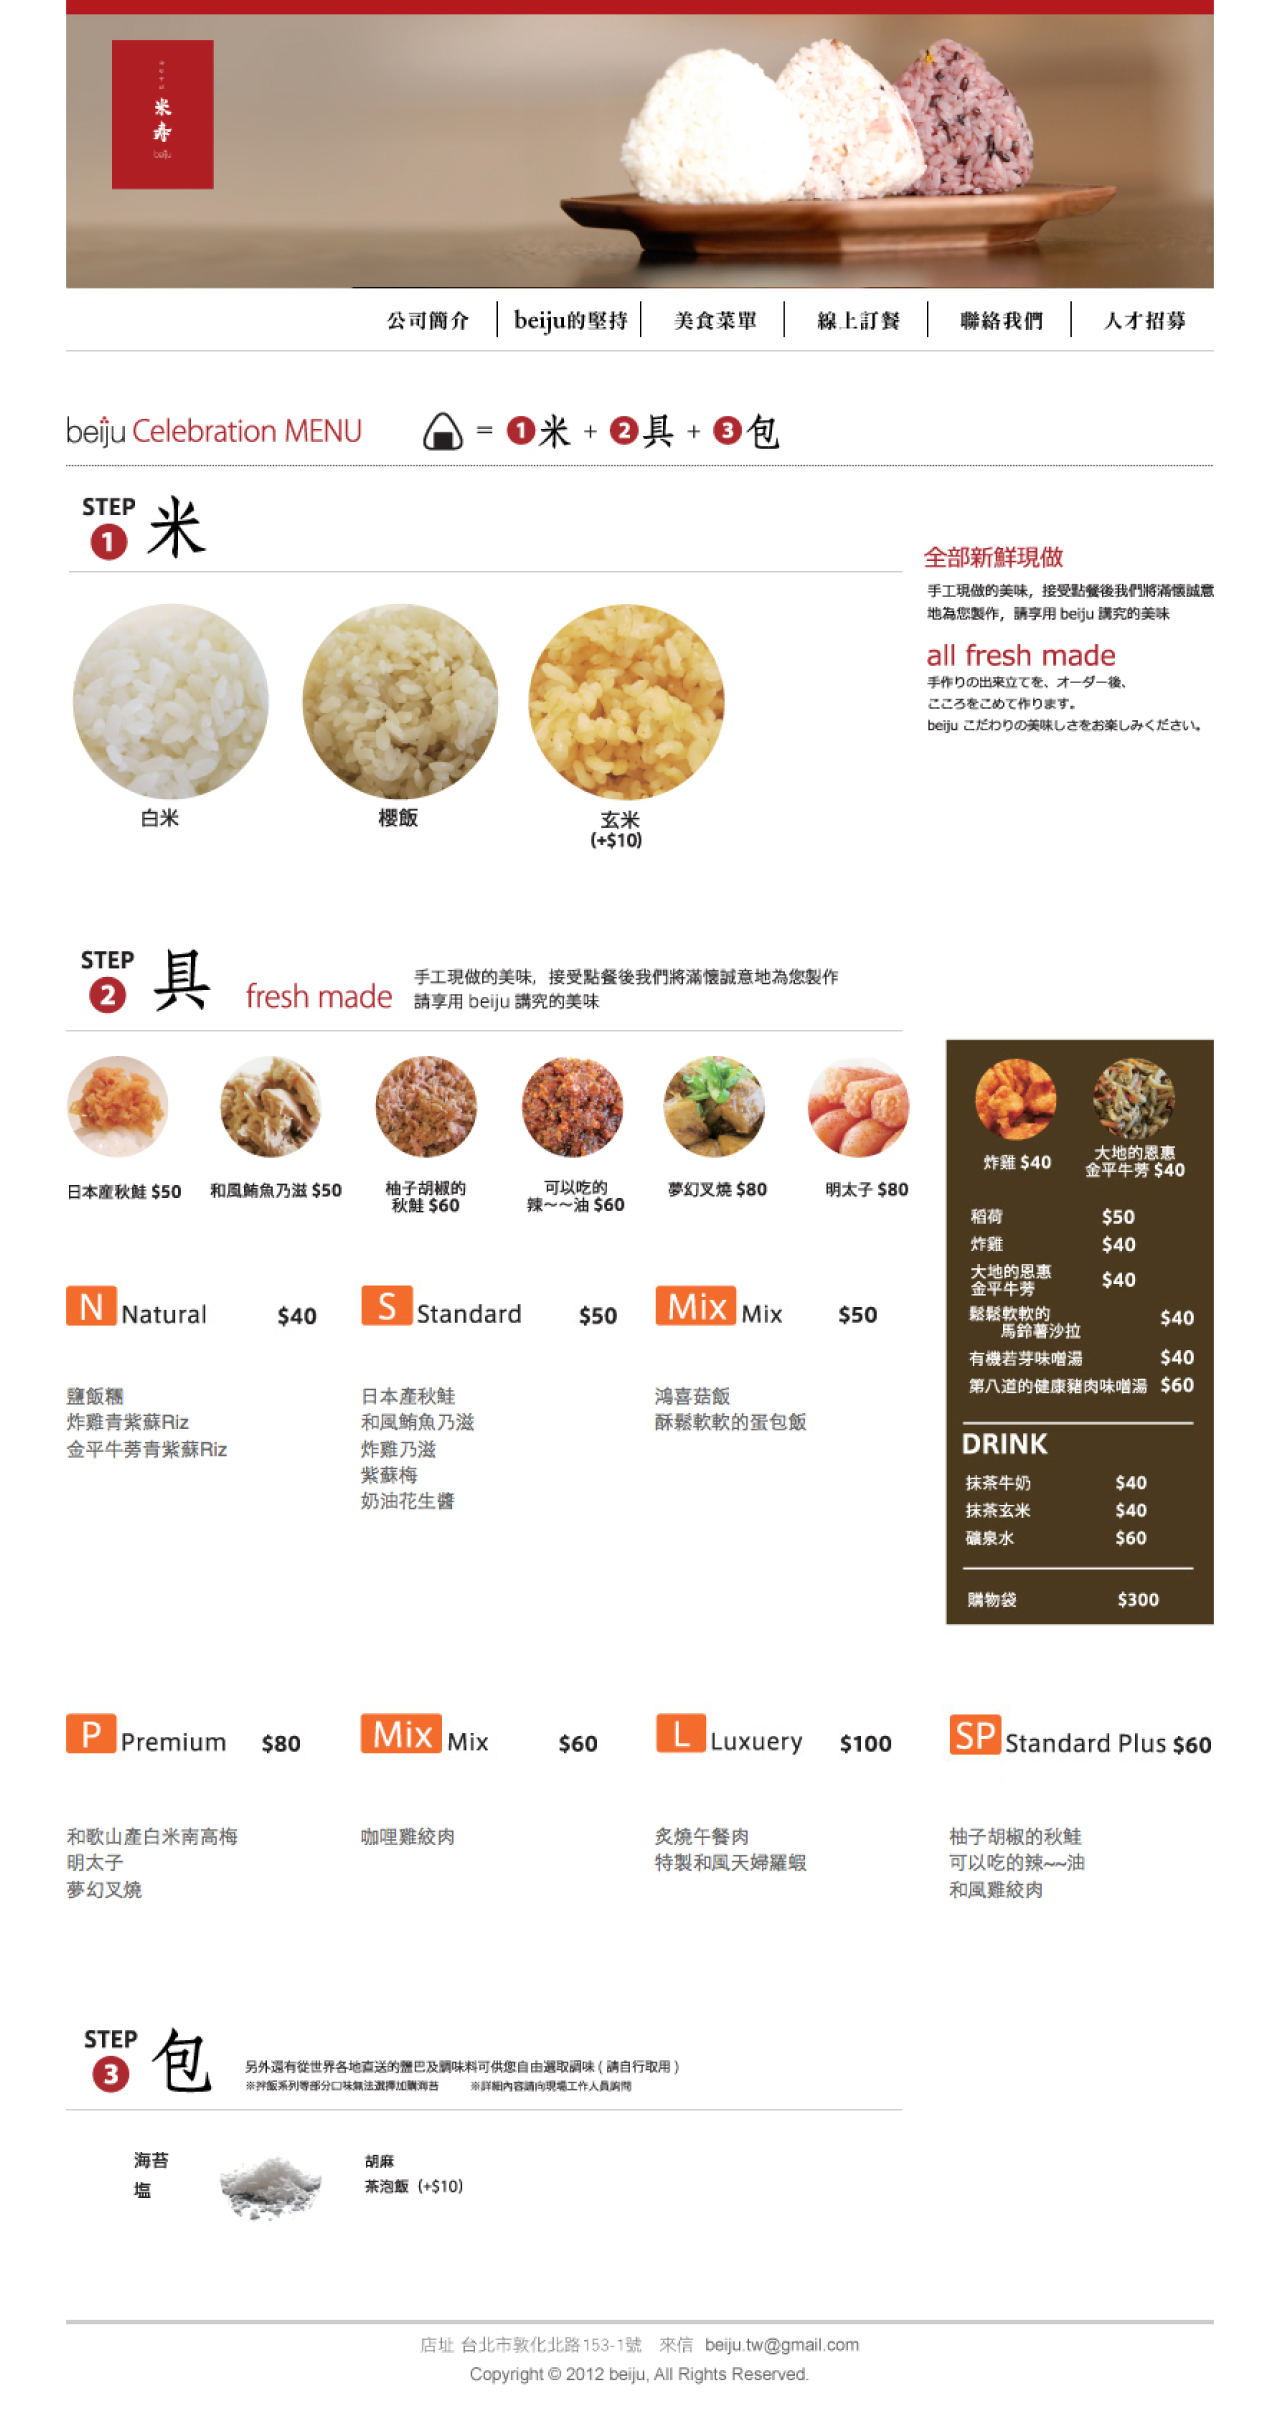 米寿
beiju
公司簡介
beiju的堅持
美食菜單
線上訂餐
聯絡我們
人才招募
beiju Celebration MENU
= 1 米 + 2 具 + 3 包
STEP 1 米
白米
櫻飯
玄米
(+$10)
全部新鮮現做
手工現做的美味，接受點餐後我們將滿懷誠意
地為您製作，請享用 beiju 講究的美味
all fresh made
手作りの出来立てを、オーダー後、
こころをこめて作ります。
beiju こだわりの美味しさをお楽しみください。
STEP 2 具
fresh made
手工現做的美味，接受點餐後我們將滿懷誠意地為您製作
請享用 beiju 講究的美味
日本産秋鮭 $50
和風鮪魚乃滋 $50
柚子胡椒的
秋鮭 $60
可以吃的
辣～～油 $60
夢幻叉燒 $80
明太子 $80
N Natural $40
鹽飯糰
炸雞青紫蘇Riz
金平牛蒡青紫蘇Riz
S Standard $50
日本產秋鮭
和風鮪魚乃滋
炸雞乃滋
紫蘇梅
奶油花生醬
Mix Mix $50
鴻喜菇飯
酥鬆軟軟的蛋包飯
炸雞 $40
大地的恩惠
金平牛蒡 $40
稻荷 $50
炸雞 $40
大地的恩惠
金平牛蒡 $40
鬆鬆軟軟的
馬鈴薯沙拉 $40
有機若芽味噌湯 $40
第八道的健康豬肉味噌湯 $60
DRINK
抹茶牛奶 $40
抹茶玄米 $40
礦泉水 $60
購物袋 $300
P Premium $80
和歌山產白米南高梅
明太子
夢幻叉燒
Mix Mix $60
咖哩雞絞肉
L Luxuery $100
炙燒午餐肉
特製和風天婦羅蝦
SP Standard Plus $60
柚子胡椒的秋鮭
可以吃的辣~~油
和風雞絞肉
STEP 3 包
另外還有從世界各地直送的鹽巴及調味料可供您自由選取調味 ( 請自行取用 )
※拌飯系列等部分口味無法選擇加購海苔 ※詳細內容請向現場工作人員詢問
海苔
塩
胡麻
茶泡飯 (+$10)
店址 台北市敦化北路153-1號 來信 beiju.tw@gmail.com
Copyright © 2012 beiju, All Rights Reserved.